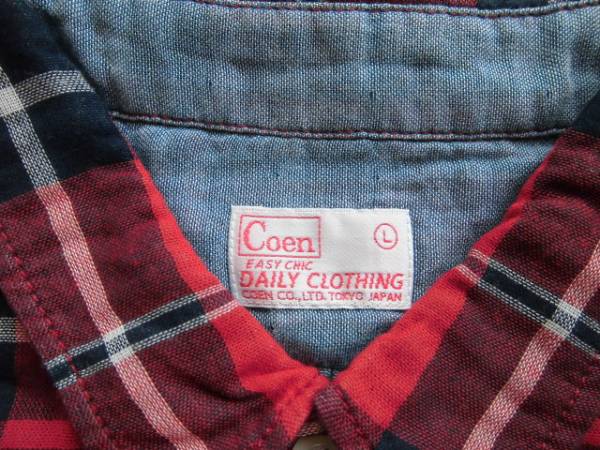 Coen
L
EASY CHIC
DAILY CLOTHING
COEN CO., LTD. TOKYO JAPAN